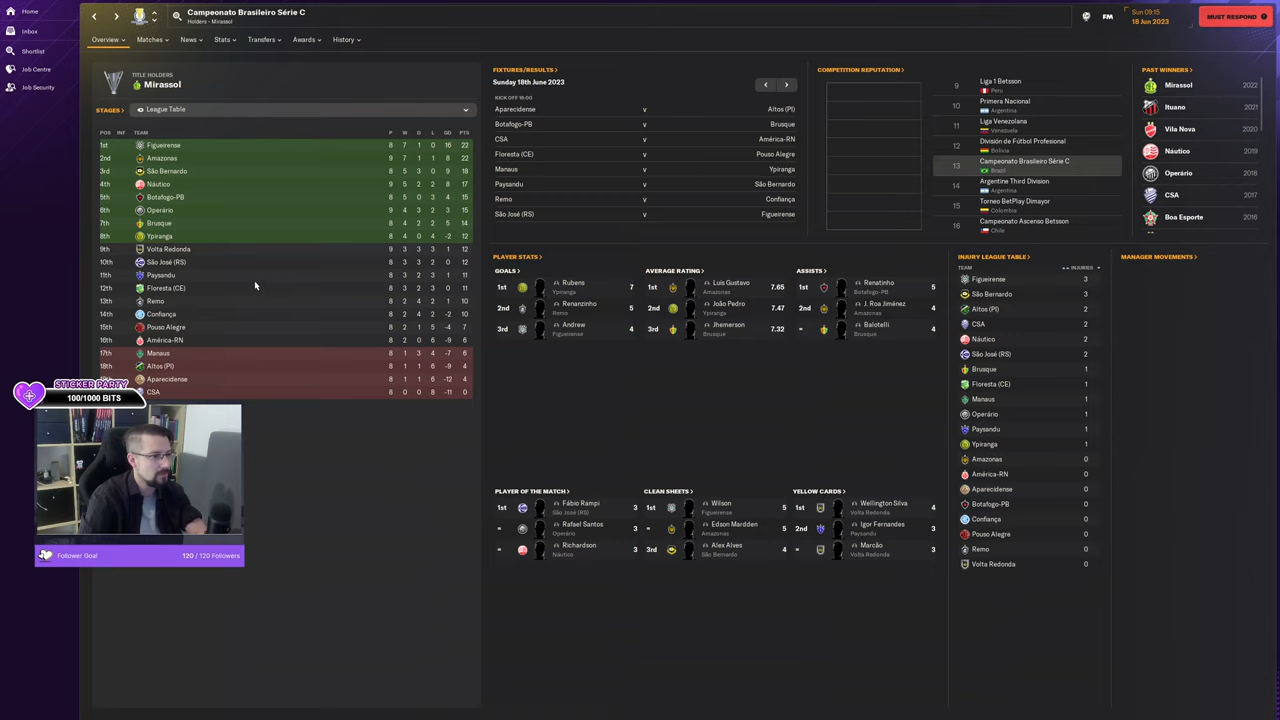 Home
Inbox
Shortlist
Job Centre
Job Security
Campeonato Brasileiro Série C
Holders - Mirassol
FM
Sun 09:15
18 Jun 2023
MUST RESPOND
Overview
Matches
News
Stats
Transfers
Awards
History
TITLE HOLDERS
Mirassol
STAGES
League Table
POS INF TEAM P W D L GD PTS
1st Figueirense 8 7 1 0 16 22
2nd Amazonas 9 7 1 1 8 22
3rd São Bernardo 8 6 0 3 9 18
4th Náutico 9 5 2 2 8 17
5th Botafogo-PB 8 5 0 3 4 15
6th Operário 9 4 3 2 3 15
7th Brusque 8 4 2 2 5 14
8th Ypiranga 8 4 0 4 -2 12
9th Volta Redonda 9 3 3 3 1 12
10th São José (RS) 8 3 3 2 3 12
11th Paysandu 8 3 2 3 1 11
12th Floresta (CE) 8 3 2 3 0 11
13th Remo 8 2 4 2 1 10
14th Confiança 8 2 4 2 -2 10
15th Pouso Alegre 8 2 1 5 -4 7
16th América-RN 8 2 0 6 -9 6
17th Manaus 8 1 3 4 -7 6
18th Altos (PI) 8 1 1 6 -9 4
Aparecidense 8 1 1 6 -12 4
CSA 8 0 0 8 -11 0
STICKER PARTY
100/1000 BITS
Follower Goal 120 / 120 Followers
FIXTURES/RESULTS
Sunday 18th June 2023
KICK OFF 16:00
Aparecidense v Altos (PI)
Botafogo-PB v Brusque
CSA v América-RN
Floresta (CE) v Pouso Alegre
Manaus v Ypiranga
Paysandu v São Bernardo
Remo v Confiança
São José (RS) v Figueirense
COMPETITION REPUTATION
9 Liga 1 Betsson
Peru
10 Primera Nacional
Argentina
11 Liga Venezolana
Venezuela
12 División de Fútbol Profesional
Bolivia
13 Campeonato Brasileiro Série C
Brazil
14 Argentine Third Division
Argentina
15 Torneo BetPlay Dimayor
Colombia
16 Campeonato Ascenso Betsson
Chile
PAST WINNERS
Mirassol 2022
Ituano 2021
Vila Nova 2020
Náutico 2019
Operário 2018
CSA 2017
Boa Esporte 2016
PLAYER STATS
GOALS
1st Rubens 7
Ypiranga
2nd Renanzinho 5
Remo
3rd Andrew 4
Figueirense
AVERAGE RATING
1st Luís Gustavo 7.65
Amazonas
2nd João Pedro 7.47
Ypiranga
3rd Jhemerson 7.32
Brusque
ASSISTS
1st Renatinho 5
Botafogo-PB
2nd J. Roa Jiménez 4
Amazonas
= Balotelli 4
Brusque
PLAYER OF THE MATCH
1st Fábio Rampi 3
São José (RS)
= Rafael Santos 3
Operário
= Richardson 3
Náutico
CLEAN SHEETS
1st Wilson 5
Figueirense
= Edson Mardden 5
Amazonas
3rd Alex Alves 4
São Bernardo
YELLOW CARDS
1st Wellington Silva 4
Volta Redonda
2nd Igor Fernandes 3
Paysandu
= Marcão 3
Volta Redonda
INJURY LEAGUE TABLE
TEAM INJURIES
Figueirense 3
São Bernardo 3
Altos (PI) 2
CSA 2
Náutico 2
São José (RS) 2
Brusque 1
Floresta (CE) 1
Manaus 1
Operário 1
Paysandu 1
Ypiranga 1
Amazonas 0
América-RN 0
Aparecidense 0
Botafogo-PB 0
Confiança 0
Pouso Alegre 0
Remo 0
Volta Redonda 0
MANAGER MOVEMENTS